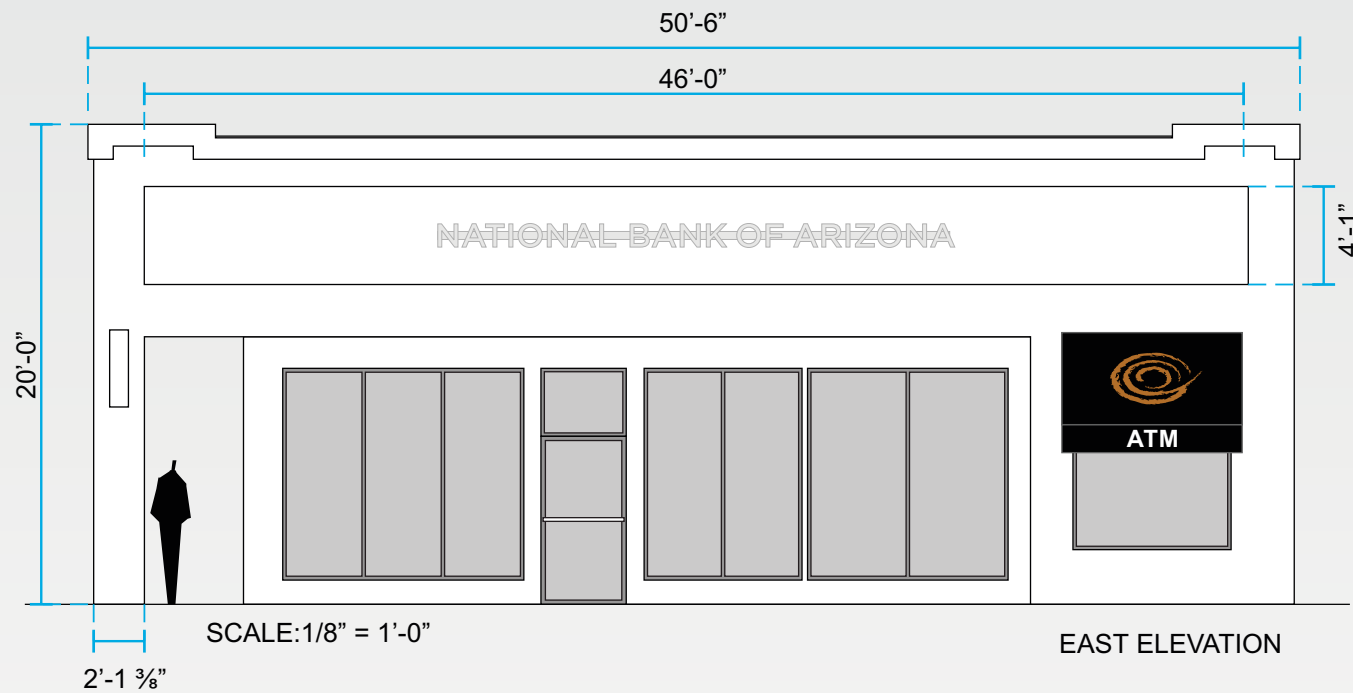 50’-6”
46’-0”
NATIONAL BANK OF ARIZONA
4’-1”
20’-0”
ATM
SCALE:1/8” = 1’-0”
EAST ELEVATION
2’-1 ⅜”